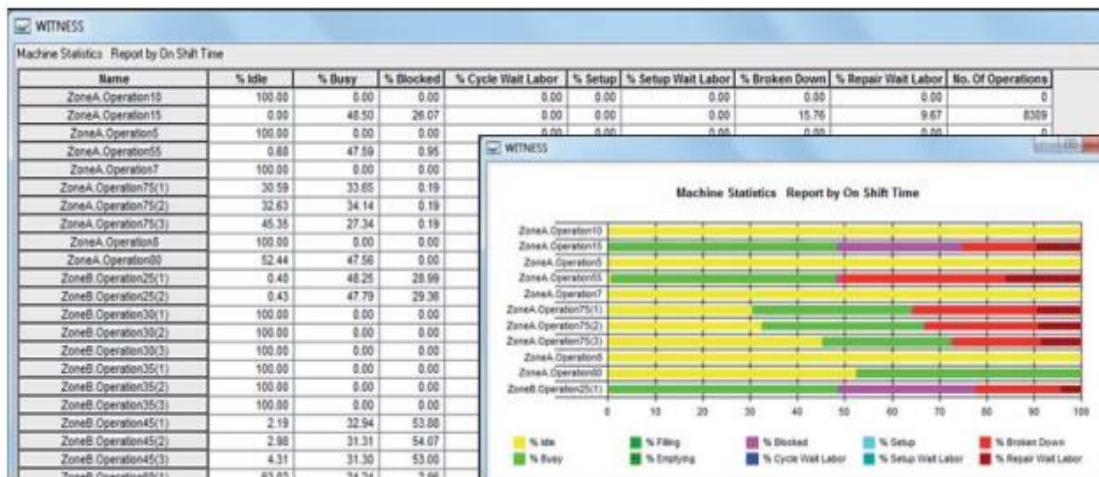 WITNESS
Machine Statistics Report by On Shift Time
Name % Idle % Busy % Blocked % Cycle Wait Labor % Setup % Setup Wait Labor % Broken Down % Repair Wait Labor No. Of Operations
ZoneA.Operation10 100.00 0.00 0.00 0.00 0.00 0.00 0.00 0.00 0
ZoneA.Operation15 0.00 48.50 26.07 0.00 0.00 0.00 15.76 9.67 8309
ZoneA.Operation5 100.00 0.00 0.00 0.00 0.00 0.00 0.00 0.00 0
ZoneA.Operation55 47.59 0.95
ZoneA.Operation7 100.00 0.00 0.00
ZoneA.Operation75(1) 30.59 33.65 0.19
ZoneA.Operation75(2) 32.63 34.14 0.19
ZoneA.Operation75(3) 45.35 27.34 0.19
ZoneA.Operation8 100.00 0.00 0.00
ZoneA.Operation80 52.44 47.56 0.00
ZoneB.Operation25(1) 0.40 48.25 28.99
ZoneB.Operation25(2) 0.43 47.79 29.36
ZoneB.Operation30(1) 100.00 0.00 0.00
ZoneB.Operation30(2) 100.00 0.00 0.00
ZoneB.Operation30(3) 100.00 0.00 0.00
ZoneB.Operation35(1) 100.00 0.00 0.00
ZoneB.Operation35(2) 100.00 0.00 0.00
ZoneB.Operation35(3) 100.00 0.00 0.00
ZoneB.Operation45(1) 2.19 32.94 53.88
ZoneB.Operation45(2) 2.98 31.31 54.07
ZoneB.Operation45(3) 4.31 31.30 53.00
WITNESS
Machine Statistics Report by On Shift Time
ZoneA.Operation10
ZoneA.Operation15
ZoneA.Operation5
ZoneA.Operation55
ZoneA.Operation7
ZoneA.Operation75(1)
ZoneA.Operation75(2)
ZoneA.Operation75(3)
ZoneA.Operation8
ZoneA.Operation80
ZoneB.Operation25(1)
0 10 20 30 40 50 60 70 80 90 100
% Idle % Filling % Blocked % Setup % Broken Down
% Busy % Emptying % Cycle Wait Labor % Setup Wait Labor % Repair Wait Labor